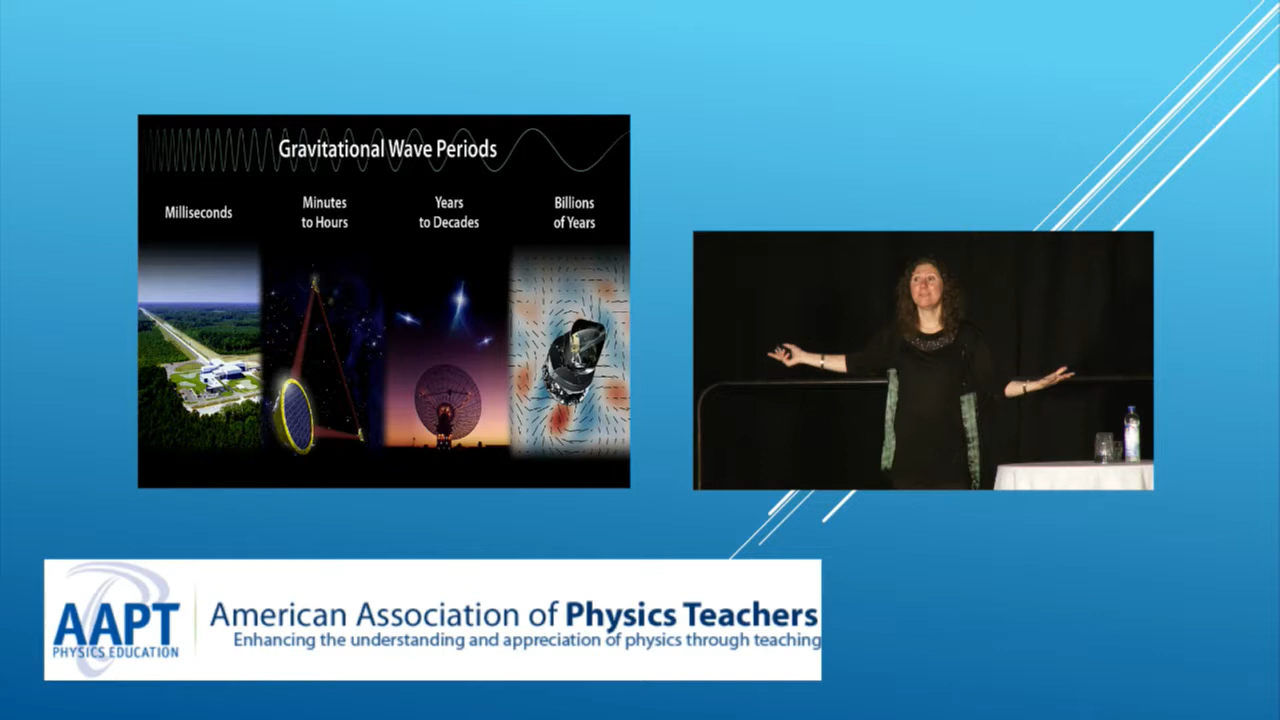 Gravitational Wave Periods
Milliseconds
Minutes
to Hours
Years
to Decades
Billions
of Years
AAPT
PHYSICS EDUCATION
American Association of Physics Teachers
Enhancing the understanding and appreciation of physics through teaching